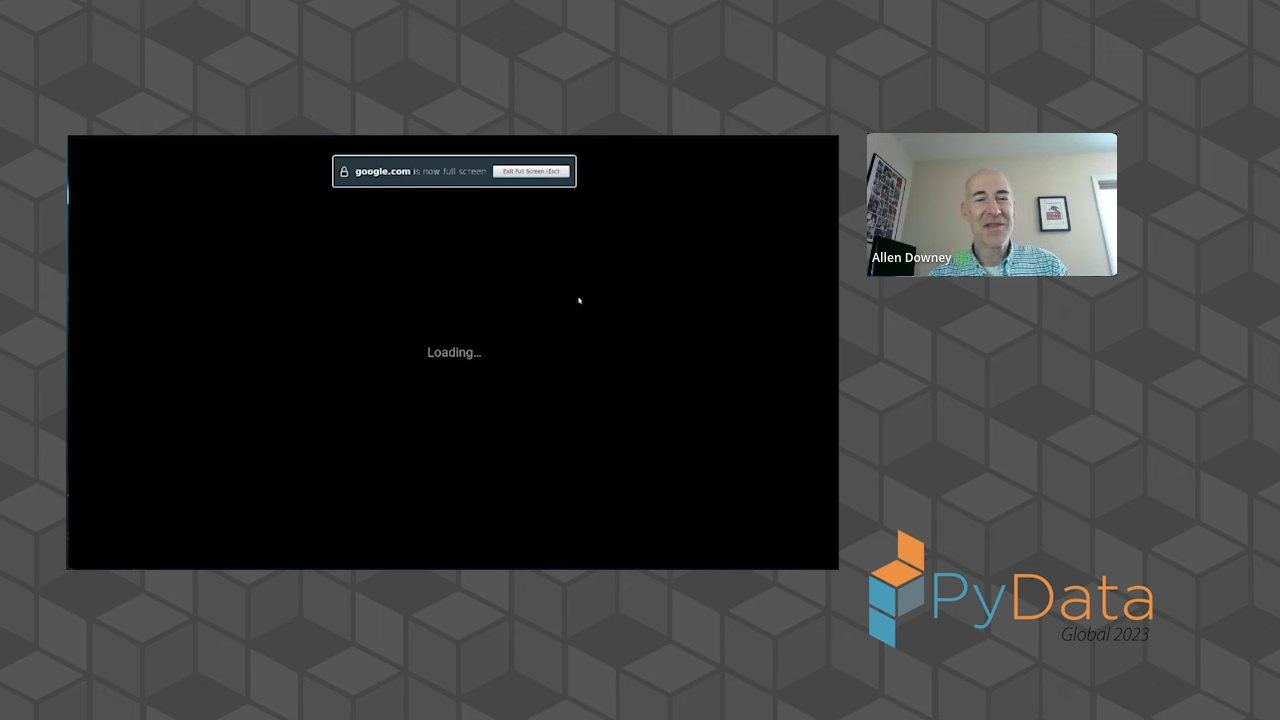 google.com is now full screen Exit Full Screen (Esc)
Loading...
Allen Downey
PyData
Global 2023